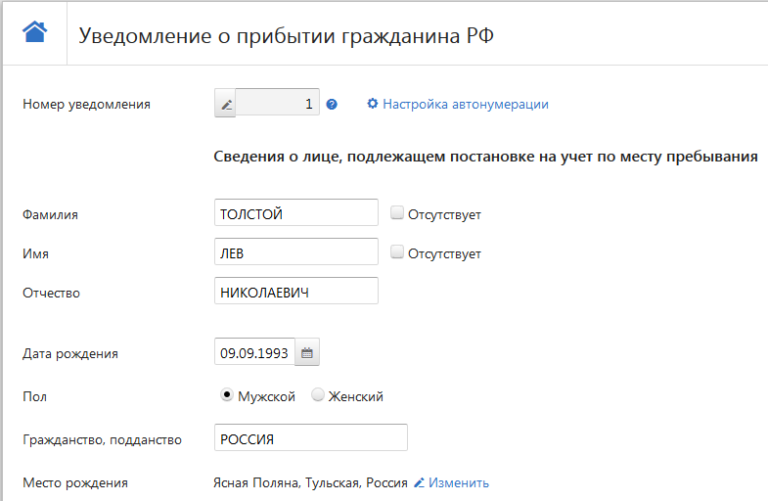 Уведомление о прибытии гражданина РФ
Номер уведомления 1 ? Настройка автонумерации
Сведения о лице, подлежащем постановке на учет по месту пребывания
Фамилия ТОЛСТОЙ Отсутствует
Имя ЛЕВ Отсутствует
Отчество НИКОЛАЕВИЧ
Дата рождения 09.09.1993
Пол Мужской Женский
Гражданство, подданство РОССИЯ
Место рождения Ясная Поляна, Тульская, Россия Изменить